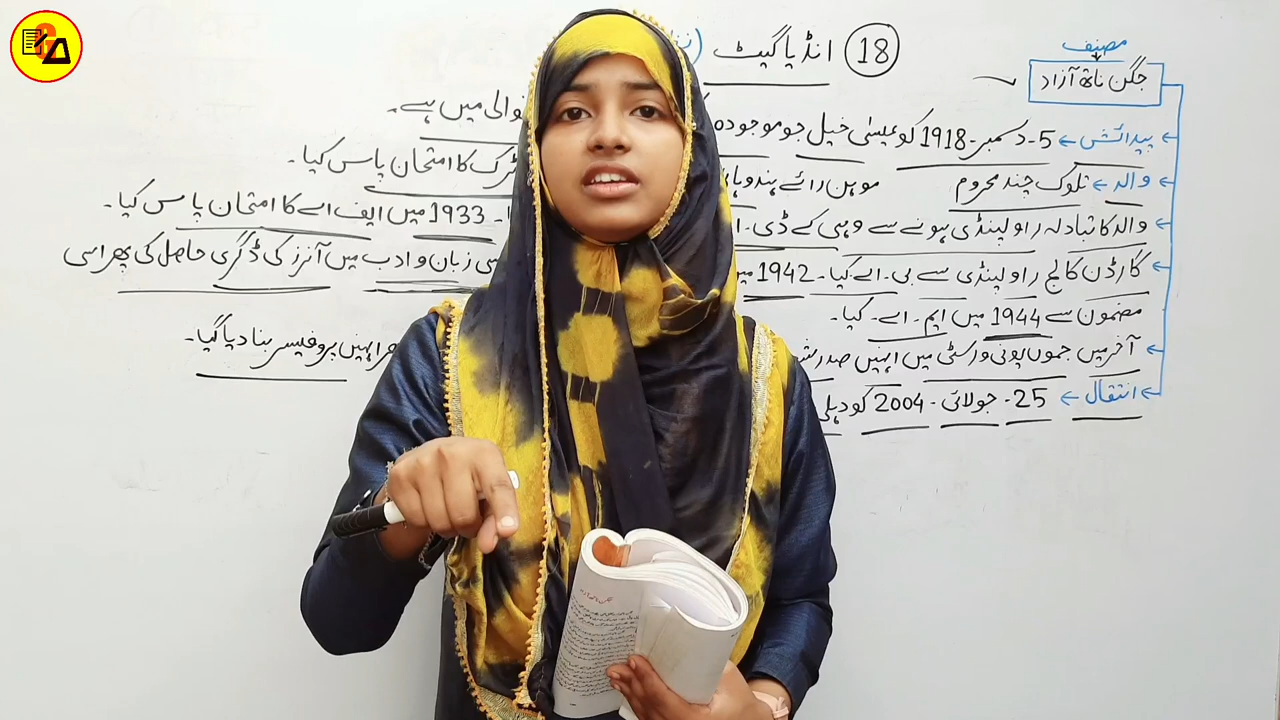 18 انڈیا گیٹ
مصنف
جگن ناتھ آزاد
پیدائش ← 5 - دسمبر - 1918 کو عیسیٰ خیل جو موجودہ
میں ہے۔
والد ← تلوک چند محروم موہن رائے ہندو ہا
کا امتحان پاس کیا۔
والد کا تبادلہ راولپنڈی ہونے سے وہی کے ڈی۔ ا
۔ 1933 میں ایف اے کا امتحان پاس کیا۔
گارڈن کالج راولپنڈی سے بی۔ اے کیا۔ 1942
زبان و ادب میں آنرز کی ڈگری حاصل کی پھر اسی
مضمون سے 1944 میں ایم۔ اے۔ کیا۔
آخر میں جموں یونی ورسٹی میں انہیں صدر
انہیں پروفیسر بنا دیا گیا۔
انتقال ← 25 - جولائی - 2004 کو دہلی